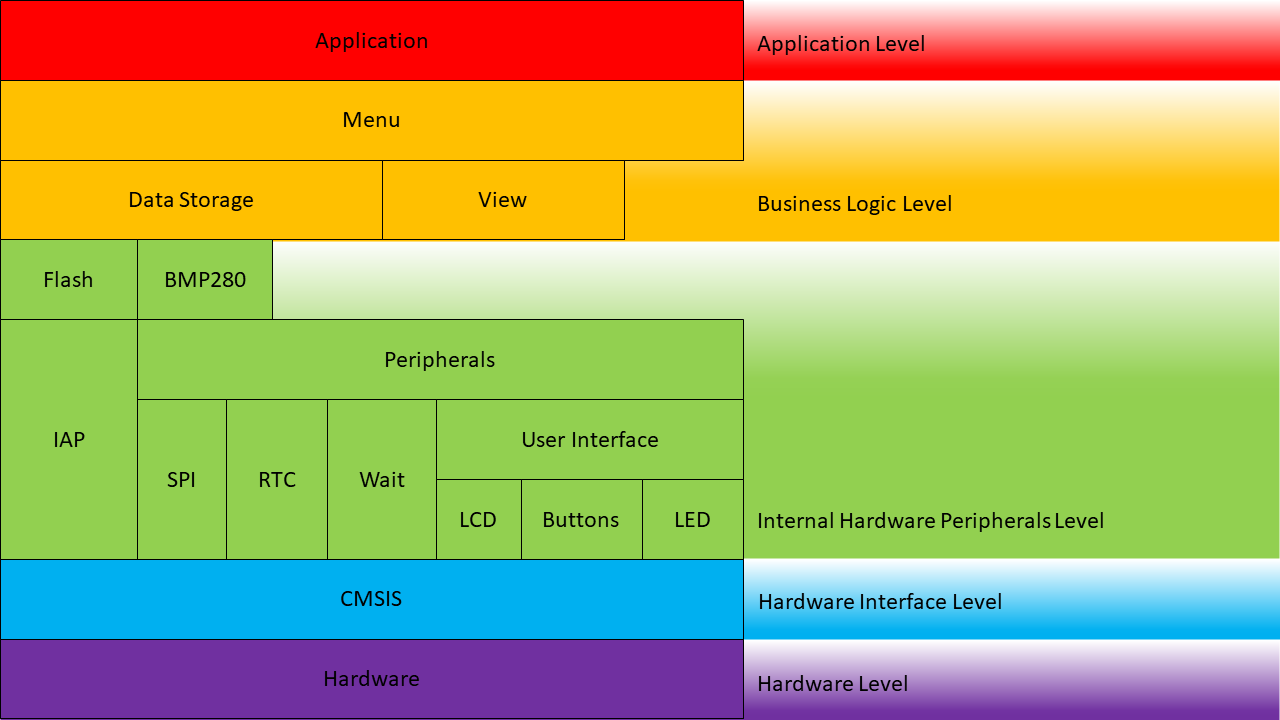 Application
Application Level
Menu
Data Storage
View
Business Logic Level
Flash
BMP280
Peripherals
IAP
User Interface
SPI
RTC
Wait
LCD
Buttons
LED
Internal Hardware Peripherals Level
CMSIS
Hardware Interface Level
Hardware
Hardware Level